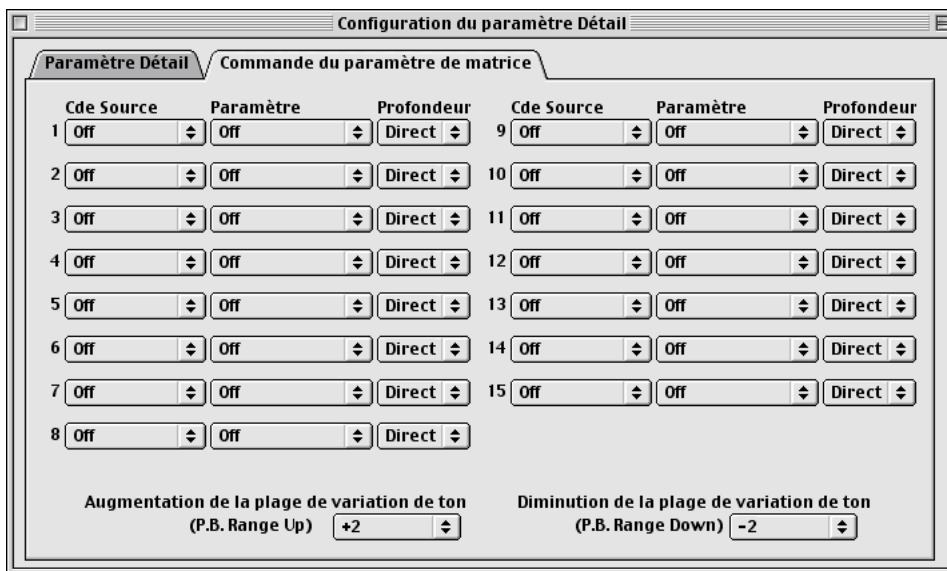 Configuration du paramètre Détail
Paramètre Détail Commande du paramètre de matrice
Cde Source Paramètre Profondeur Cde Source Paramètre Profondeur
1 Off Off Direct 9 Off Off Direct
2 Off Off Direct 10 Off Off Direct
3 Off Off Direct 11 Off Off Direct
4 Off Off Direct 12 Off Off Direct
5 Off Off Direct 13 Off Off Direct
6 Off Off Direct 14 Off Off Direct
7 Off Off Direct 15 Off Off Direct
8 Off Off Direct
Augmentation de la plage de variation de ton Diminution de la plage de variation de ton
(P.B. Range Up) +2 (P.B. Range Down) -2